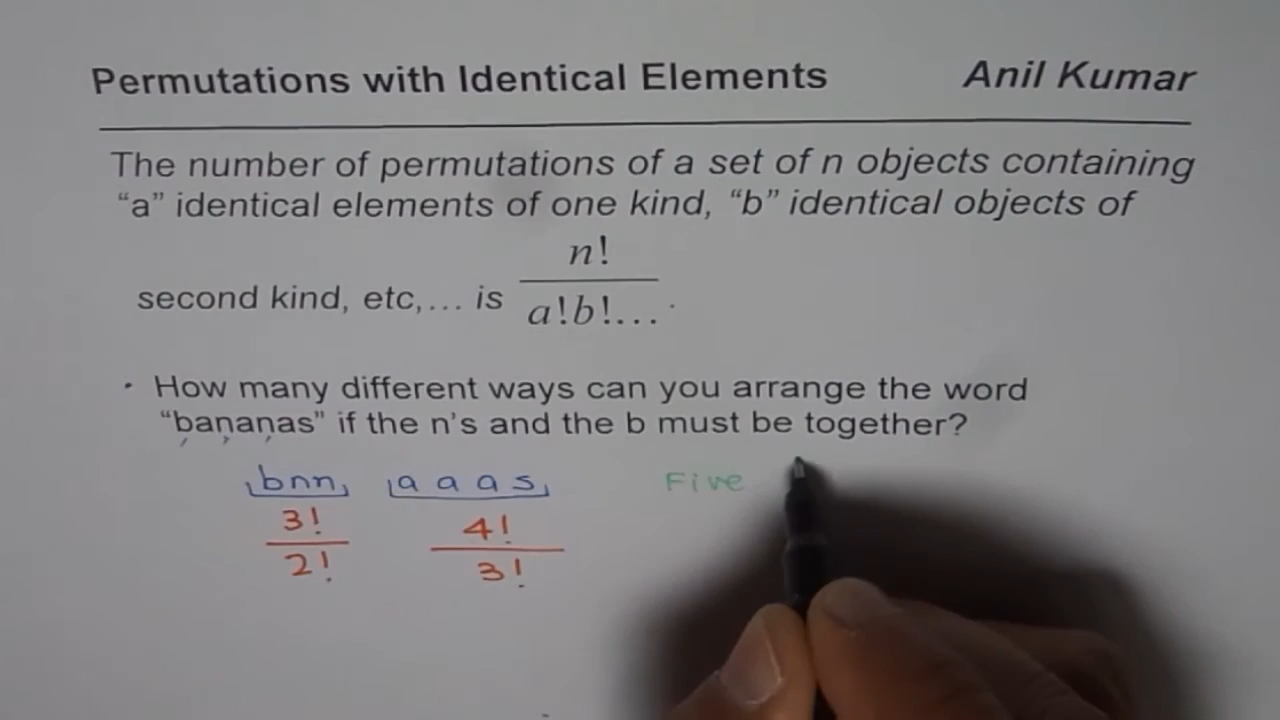 Permutations with Identical Elements Anil Kumar
The number of permutations of a set of n objects containing
“a” identical elements of one kind, “b” identical objects of
second kind, etc,... is n! / a!b!... .
• How many different ways can you arrange the word
“bananas” if the n's and the b must be together?
bnn aaas Five
3! 4!
2! 3!